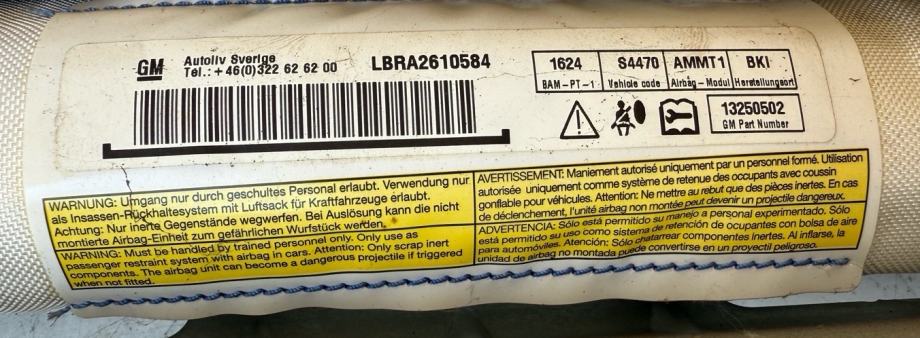 GM
Autoliv Sverige
Tel.: +46(0)322 62 62 00
LBRA2610584
1624 S4470 AMMT1 BKI
BAM-PT-1 Vehicle code Airbag-Modul Herstellungsort
13250502
GM Part Number
WARNUNG: Umgang nur durch geschultes Personal erlaubt. Verwendung nur
als Insassen-Rückhaltesystem mit Luftsack für Kraftfahrzeuge erlaubt.
Achtung: Nur inerte Gegenstände wegwerfen. Bei Auslösung kann die nicht
montierte Airbag-Einheit zum gefährlichen Wurfstück werden.
WARNING: Must be handled by trained personnel only. Only use as
passenger restraint system with airbag in cars. Attention: Only scrap inert
components. The airbag unit can become a dangerous projectile if triggered
when not fitted.
AVERTISSEMENT: Maniement autorisé uniquement par un personnel formé. Utilisation
autorisée uniquement comme système de retenue des occupants avec coussin
gonflable pour véhicules. Attention: Ne mettre au rebut que des pièces inertes. En cas
de déclenchement, l'unité airbag non montée peut devenir un projectile dangereux.
ADVERTENCIA: Sólo está permitido su manejo a personal experimentado. Sólo
está permitido su uso como sistema de retención de ocupantes con bolsa de aire
para automóviles. Atención: Sólo chatarrear componentes inertes. Al inflarse, la
unidad de airbag no montada puede convertirse en un proyectil peligroso.